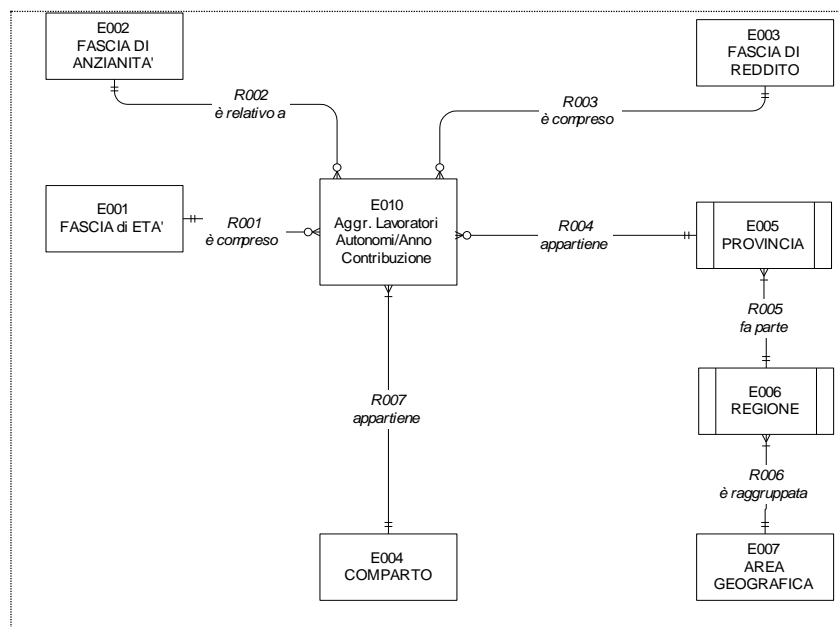 E002
FASCIA DI
ANZIANITA'
E003
FASCIA DI
REDDITO
R002
è relativo a
R003
è compreso
E001
FASCIA di ETA'
R001
è compreso
E010
Aggr. Lavoratori
Autonomi/Anno
Contribuzione
R004
appartiene
E005
PROVINCIA
R005
fa parte
E006
REGIONE
R007
appartiene
R006
è raggruppata
E004
COMPARTO
E007
AREA
GEOGRAFICA